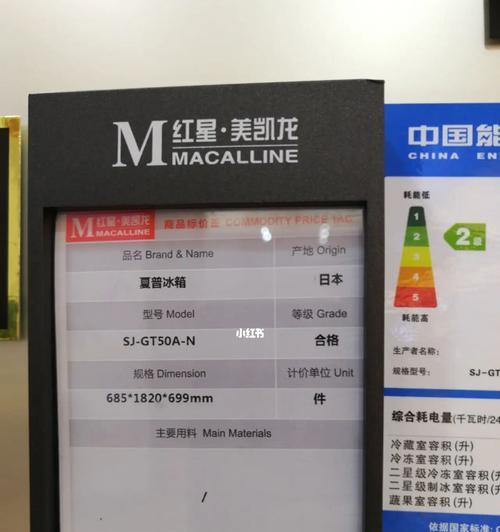 M 红星·美凯龙
MACALLINE
M 红星·美凯龙 MACALLINE 商品标价签 COMMODITY PRICE TAG
品名 Brand & Name 产地 Origin
夏普冰箱 日本
型号 Model 等级 Grade
SJ-GT50A-N 合格
规格 Dimension 计价单位 Unit
685*1820*699mm 件
主要用料 Main Materials
/
小红书
中国能
CHINA EN
耗能低
1
2
3
4
5
耗能高
2级
生产者名称:
规格型号: SJ-GT
综合耗电量(千瓦时/24
冷藏室容积(升)
冷冻室容积(升)
二星级冷冻室容积(升)
二星级制冰室容积(升)
蔬果室容积(升)
依据国家标准: